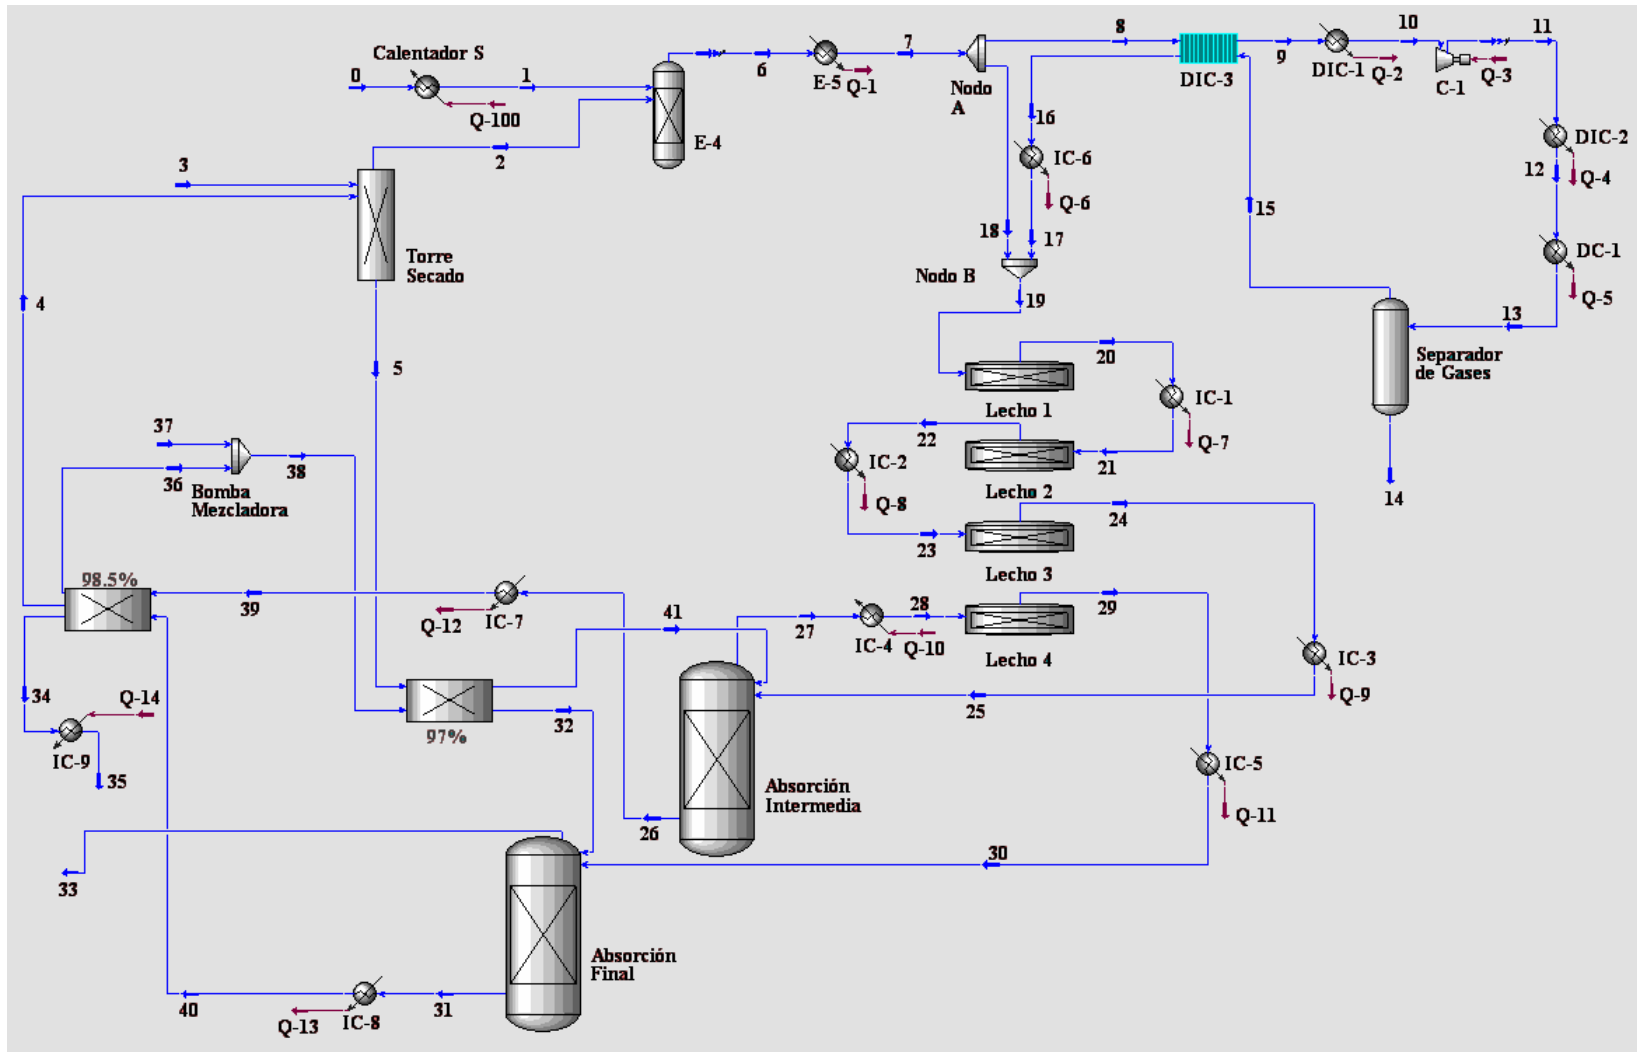 Calentador S
0
1
Q-100
E-4
2
3
4
Torre
Secado
5
6
E-5
Q-1
7
Nodo
A
8
DIC-3
9
DIC-1
Q-2
10
C-1
Q-3
11
DIC-2
Q-4
12
DC-1
Q-5
13
Separador
de Gases
14
15
16
IC-6
Q-6
17
18
Nodo B
19
Lecho 1
20
IC-1
Q-7
21
22
Lecho 2
IC-2
Q-8
23
Lecho 3
24
IC-3
Q-9
25
37
36
38
Bomba
Mezcladora
98.5%
39
Q-12
IC-7
41
27
IC-4
28
Q-10
Lecho 4
29
34
Q-14
IC-9
35
97%
32
Absorción
Intermedia
26
IC-5
Q-11
30
33
Absorción
Final
40
Q-13
IC-8
31